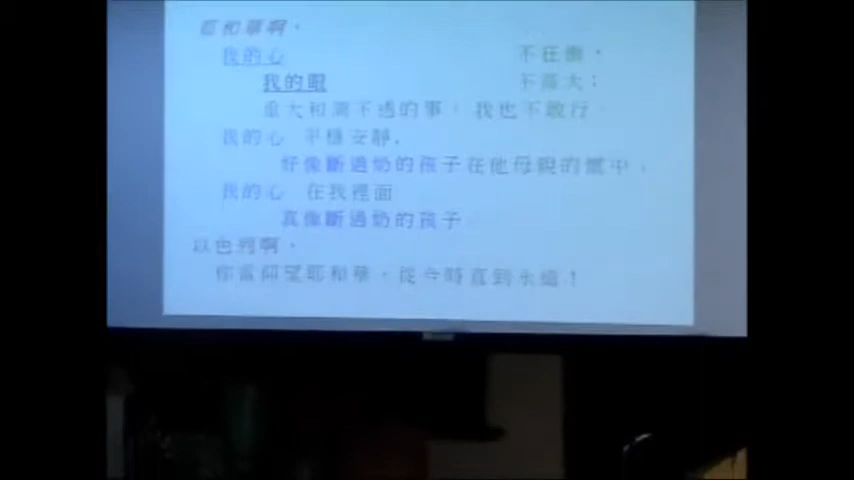 耶和華啊，
我的心 不狂傲，
我的眼 不高大；
重大和測不透的事，我也不敢行。
我的心 平穩安靜，
好像斷過奶的孩子在他母親的懷中；
我的心 在我裡面
真像斷過奶的孩子。
以色列啊，
你當仰望耶和華，從今時直到永遠！